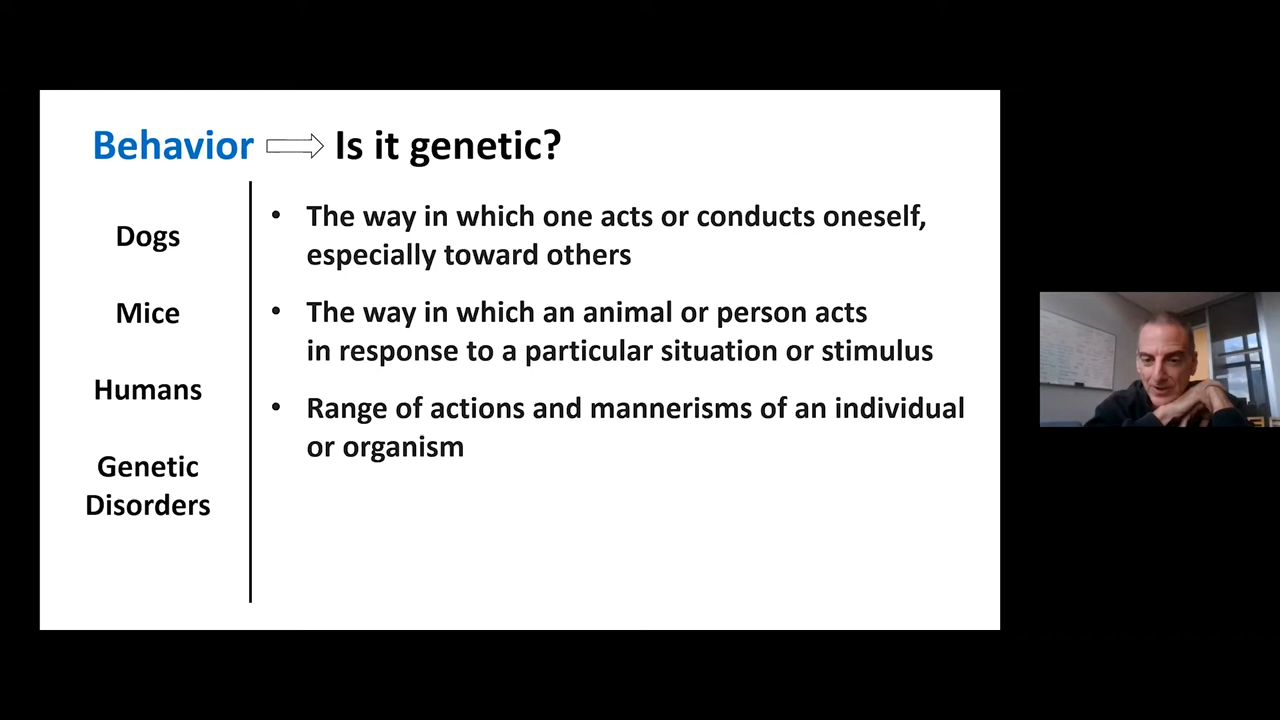 Behavior Is it genetic?
Dogs
Mice
Humans
Genetic
Disorders
• The way in which one acts or conducts oneself,
especially toward others
• The way in which an animal or person acts
in response to a particular situation or stimulus
• Range of actions and mannerisms of an individual
or organism